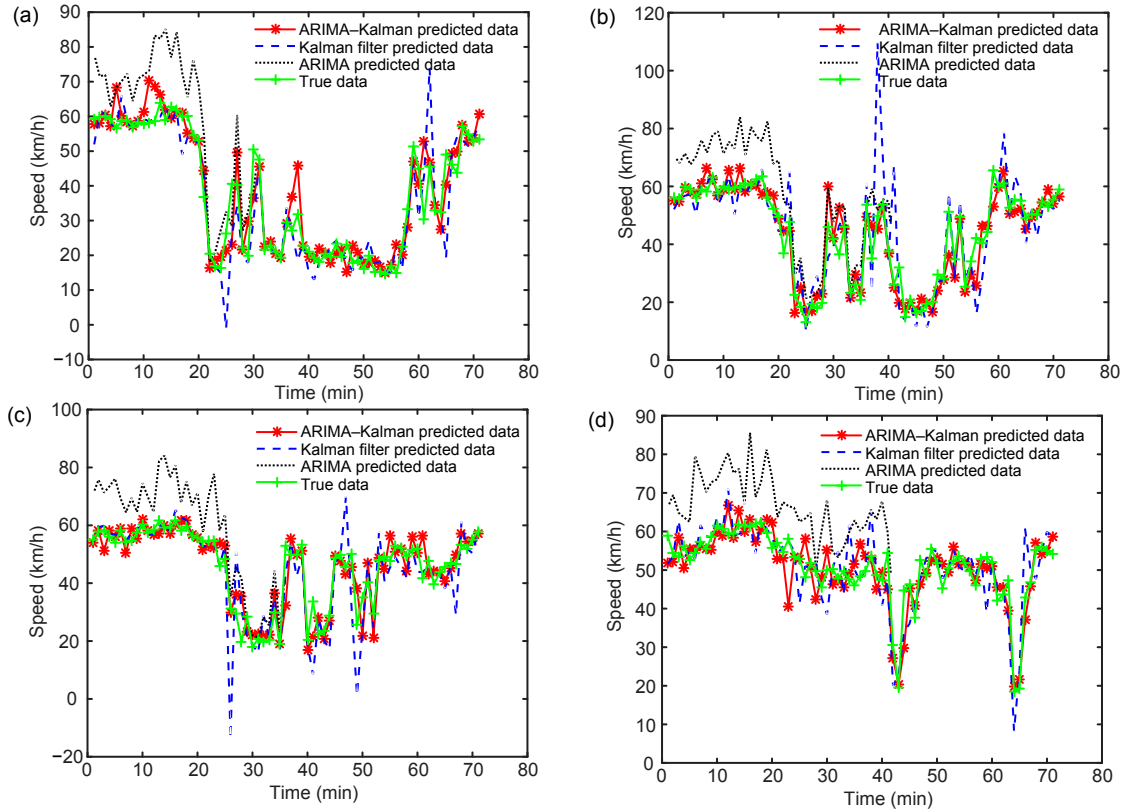 (a)
ARIMA–Kalman predicted data
Kalman filter predicted data
ARIMA predicted data
True data
Speed (km/h)
90
80
70
60
50
40
30
20
10
0
−10
0 10 20 30 40 50 60 70 80
Time (min)
(b)
ARIMA–Kalman predicted data
Kalman filter predicted data
ARIMA predicted data
True data
Speed (km/h)
120
100
80
60
40
20
0
0 10 20 30 40 50 60 70 80
Time (min)
(c)
ARIMA–Kalman predicted data
Kalman filter predicted data
ARIMA predicted data
True data
Speed (km/h)
100
80
60
40
20
0
−20
0 10 20 30 40 50 60 70 80
Time (min)
(d)
ARIMA–Kalman predicted data
Kalman filter predicted data
ARIMA predicted data
True data
Speed (km/h)
90
80
70
60
50
40
30
20
10
0
0 10 20 30 40 50 60 70 80
Time (min)